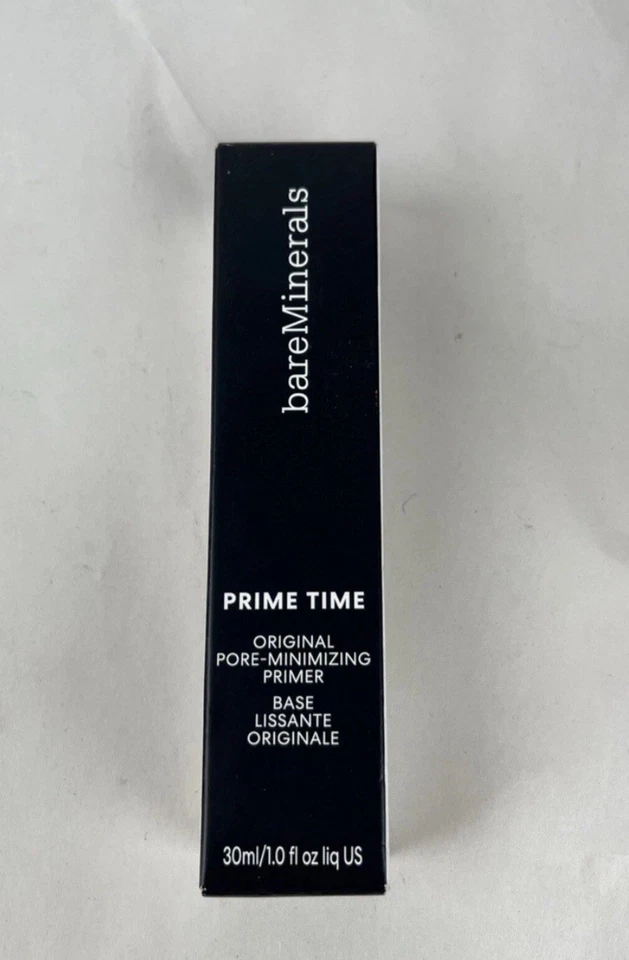 bareMinerals
PRIME TIME
ORIGINAL
PORE-MINIMIZING
PRIMER
BASE
LISSANTE
ORIGINALE
30ml/1.0 fl oz liq US